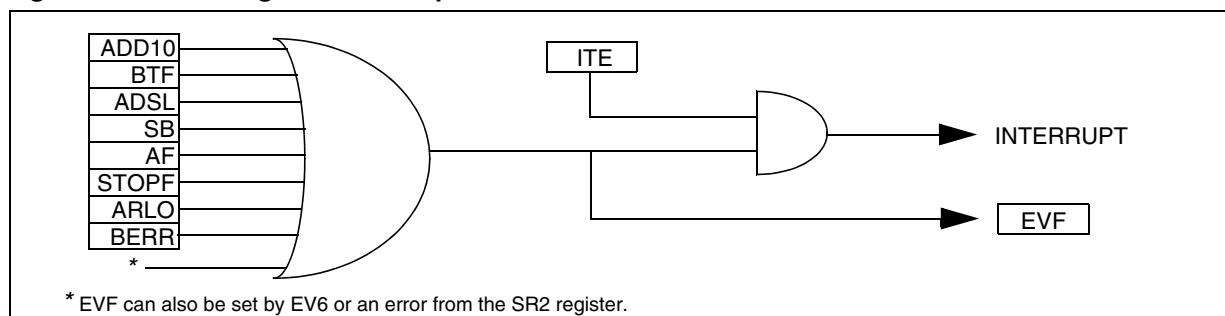 ADD10
BTF
ADSL
SB
AF
STOPF
ARLO
BERR
*
ITE
INTERRUPT
EVF
* EVF can also be set by EV6 or an error from the SR2 register.